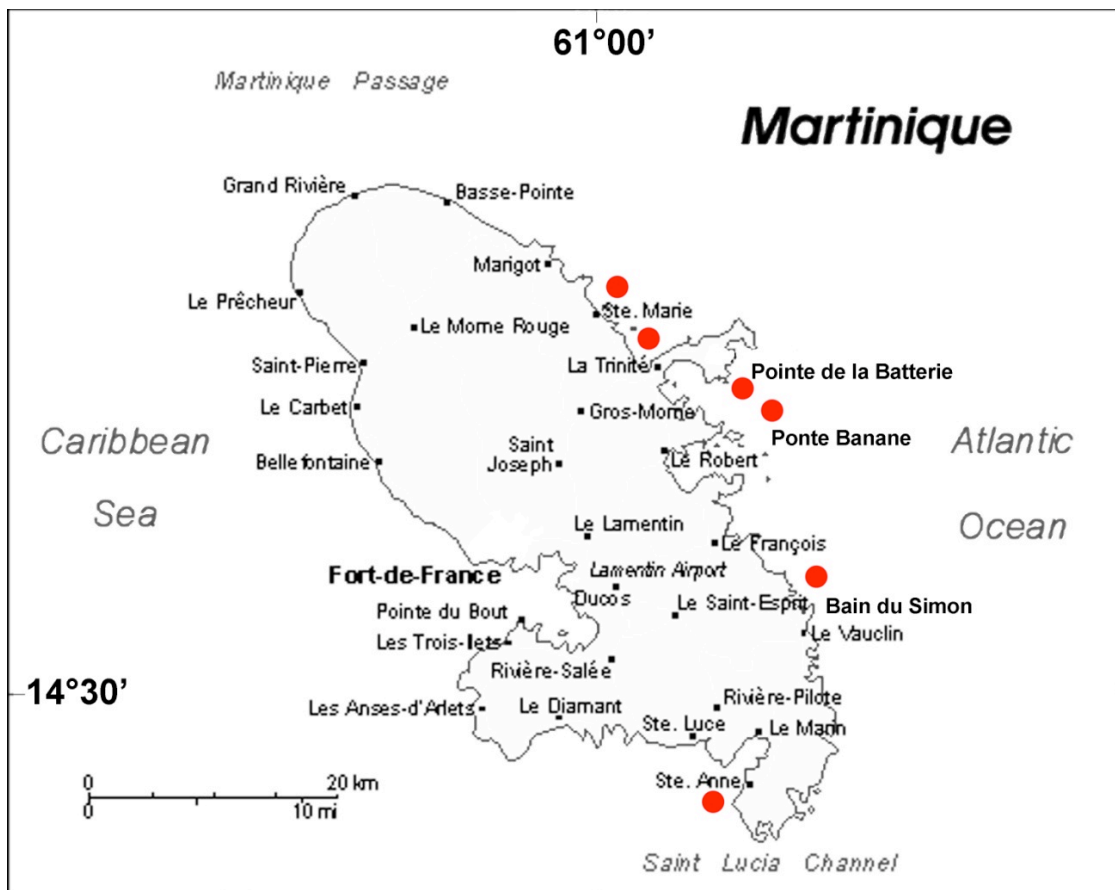 61°00’
Martinique Passage
Martinique
Grand Rivière
Basse-Pointe
Marigot
Le Prêcheur
Ste. Marie
Le Morne Rouge
Saint-Pierre
La Trinité
Pointe de la Batterie
Le Carbet
Gros-Morne
Ponte Banane
Caribbean
Sea
Atlantic
Ocean
Bellefontaine
Saint
Joseph
Le Robert
Le Lamentin
Le François
Fort-de-France
Lamentin Airport
Ducos
Le Saint-Esprit
Bain du Simon
Pointe du Bout
Le Vauclin
Les Trois-Ilets
Rivière-Salée
14°30’
Les Anses-d'Arlets
Le Diamant
Rivière-Pilote
Ste. Luce
Le Marin
Ste. Anne
0 20 km
0 10 mi
Saint Lucia Channel